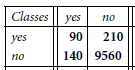 Classes yes no
yes 90 210
no 140 9560